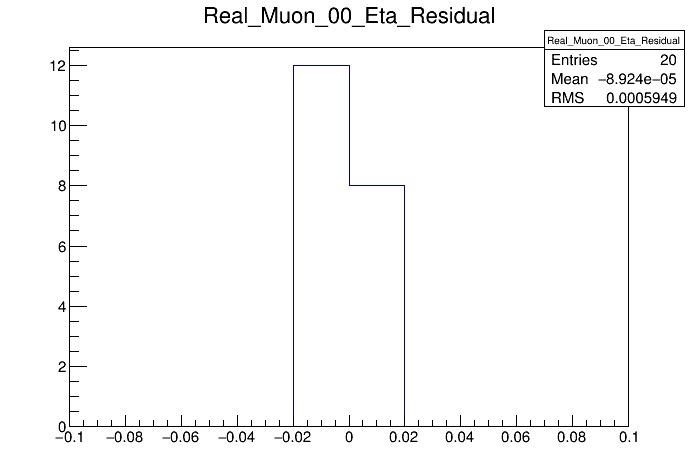 Real_Muon_00_Eta_Residual
Real_Muon_00_Eta_Residual
Entries 20
Mean −8.924e−05
RMS 0.0005949
12
10
8
6
4
2
0
−0.1 −0.08 −0.06 −0.04 −0.02 0 0.02 0.04 0.06 0.08 0.1